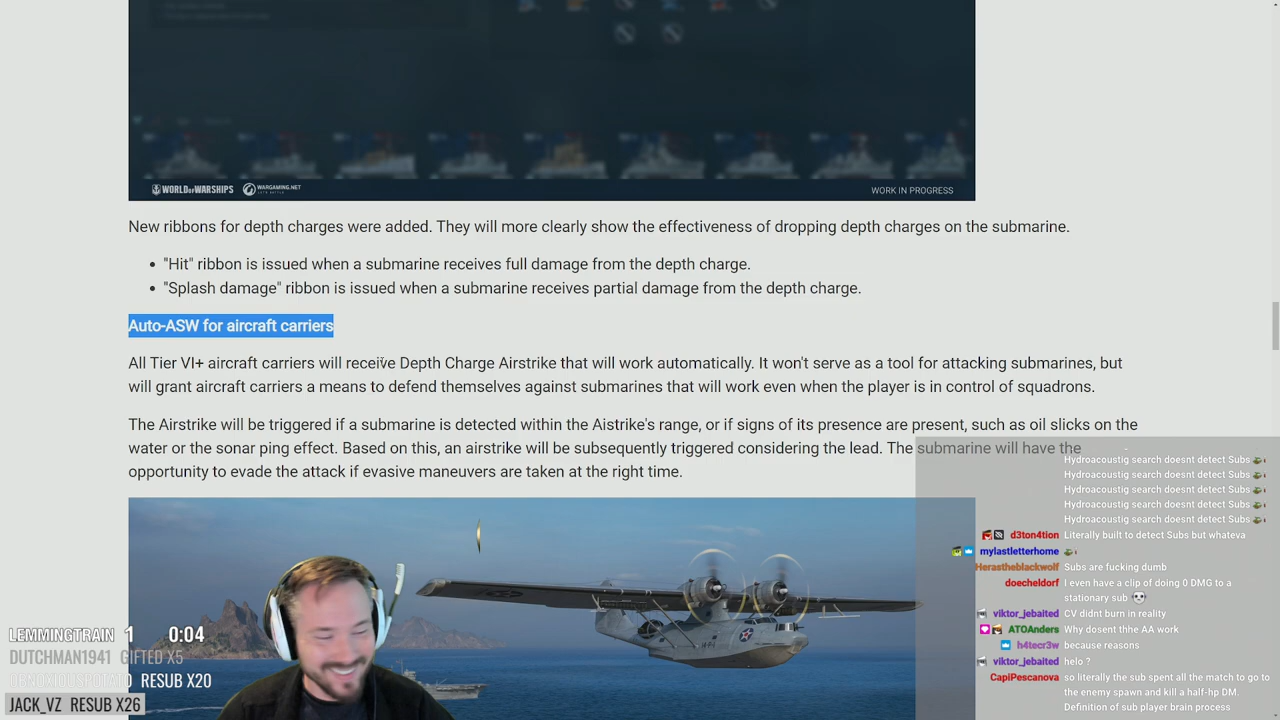 WORLD OF WARSHIPS
WARGAMING.NET
LET'S BATTLE
WORK IN PROGRESS
New ribbons for depth charges were added. They will more clearly show the effectiveness of dropping depth charges on the submarine.
• "Hit" ribbon is issued when a submarine receives full damage from the depth charge.
• "Splash damage" ribbon is issued when a submarine receives partial damage from the depth charge.
Auto-ASW for aircraft carriers
All Tier VI+ aircraft carriers will receive Depth Charge Airstrike that will work automatically. It won't serve as a tool for attacking submarines, but
will grant aircraft carriers a means to defend themselves against submarines that will work even when the player is in control of squadrons.
The Airstrike will be triggered if a submarine is detected within the Aistrike's range, or if signs of its presence are present, such as oil slicks on the
water or the sonar ping effect. Based on this, an airstrike will be subsequently triggered considering the lead. The submarine will have the
opportunity to evade the attack if evasive maneuvers are taken at the right time.
Hydroacoustig search doesnt detect Subs
Hydroacoustig search doesnt detect Subs
Hydroacoustig search doesnt detect Subs
Hydroacoustig search doesnt detect Subs
Hydroacoustig search doesnt detect Subs
d3ton4tion Literally built to detect Subs but whateva
mylastletterhome
Herastheblackwolf Subs are fucking dumb
doecheldorf I even have a clip of doing 0 DMG to a
stationary sub
viktor_jebaited CV didnt burn in reality
ATOAnders Why dosent thhe AA work
h4tecr3w because reasons
viktor_jebaited helo ?
CapiPescanova so literally the sub spent all the match to go to
the enemy spawn and kill a half-hp DM.
Definition of sub player brain process
LEMMINGTRAIN 1 0:04
DUTCHMAN1941 GIFTED X5
RESUB X20
JACK_VZ RESUB X26